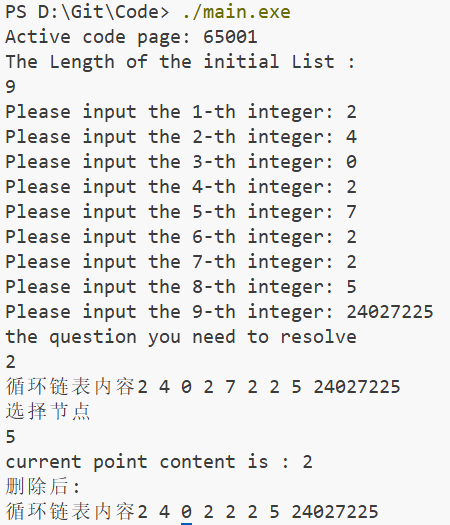 PS D:\Git\Code> ./main.exe
Active code page: 65001
The Length of the initial List :
9
Please input the 1-th integer: 2
Please input the 2-th integer: 4
Please input the 3-th integer: 0
Please input the 4-th integer: 2
Please input the 5-th integer: 7
Please input the 6-th integer: 2
Please input the 7-th integer: 2
Please input the 8-th integer: 5
Please input the 9-th integer: 24027225
the question you need to resolve
2
循环链表内容2 4 0 2 7 2 2 5 24027225
选择节点
5
current point content is : 2
删除后:
循环链表内容2 4 0 2 2 2 5 24027225